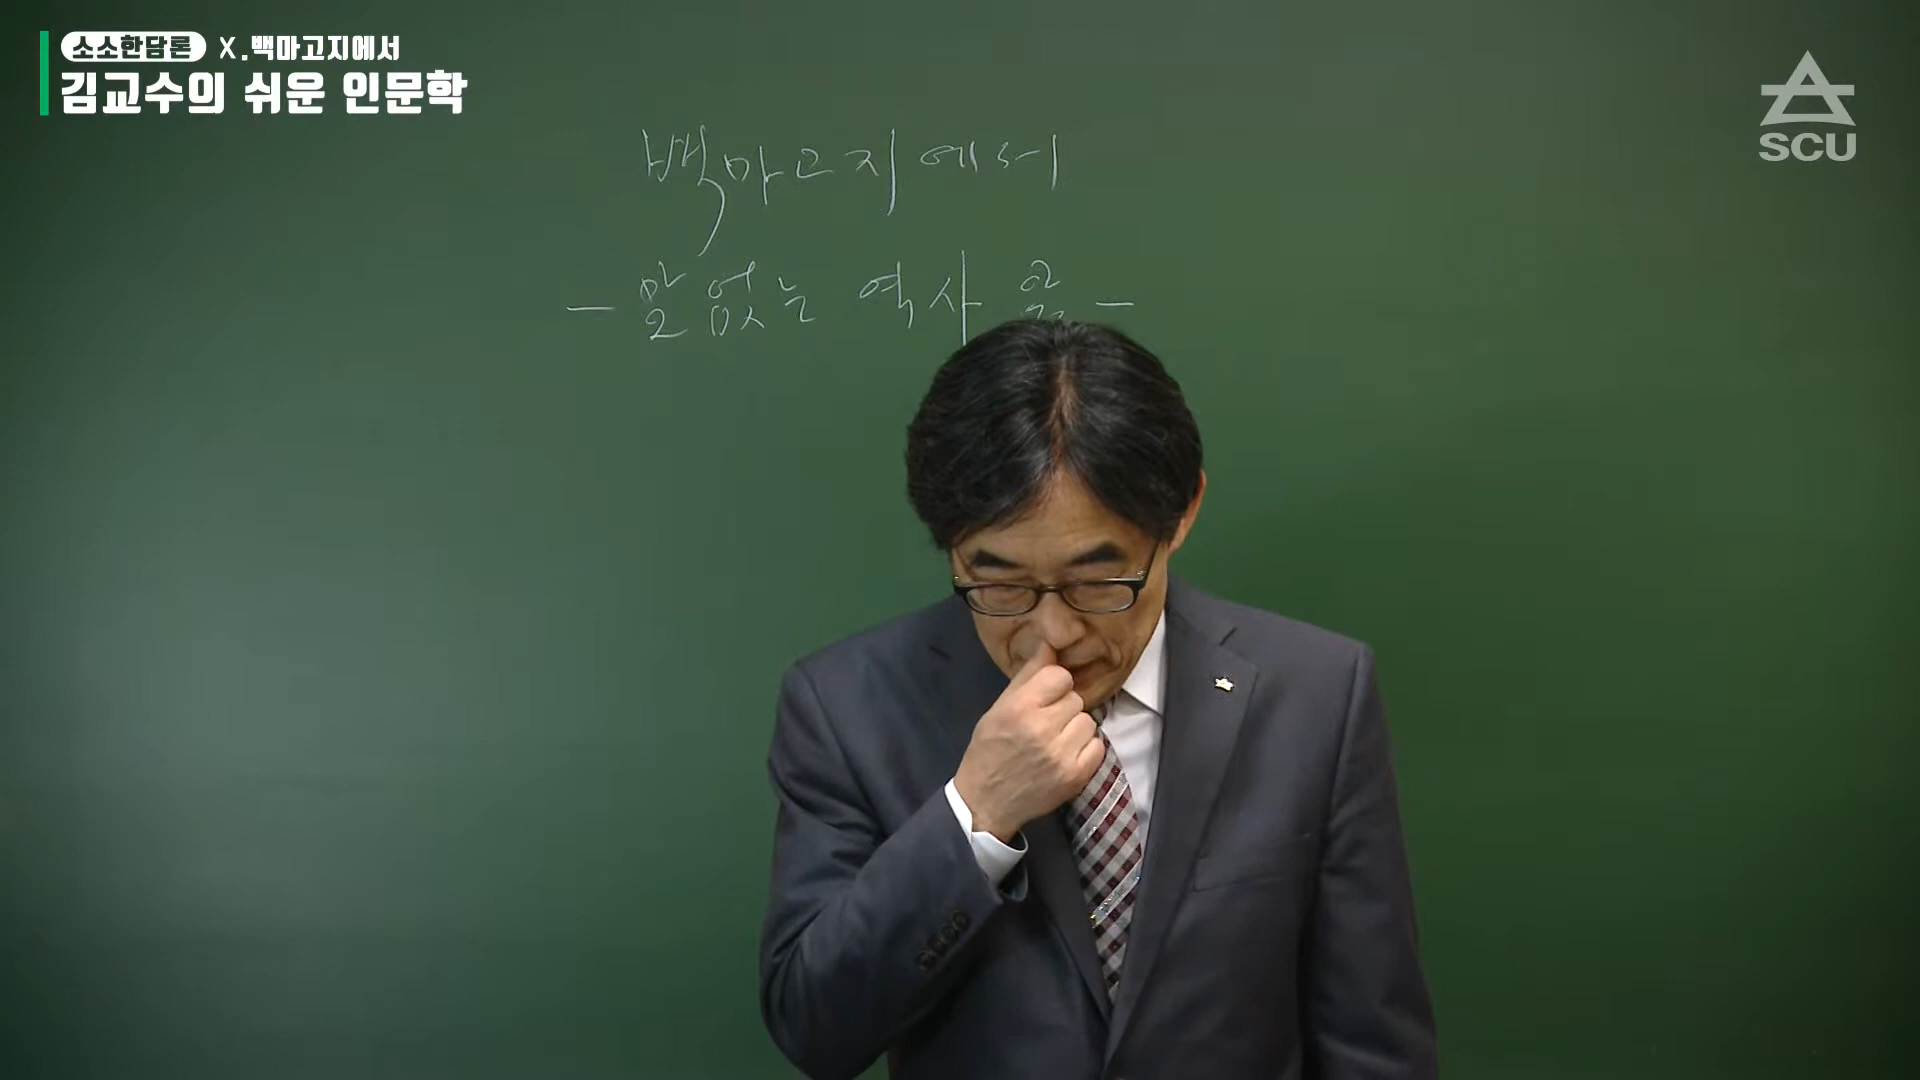 소소한담론 X.백마고지에서
김교수의 쉬운 인문학
SCU
백마고지에서
- 말없는 역사